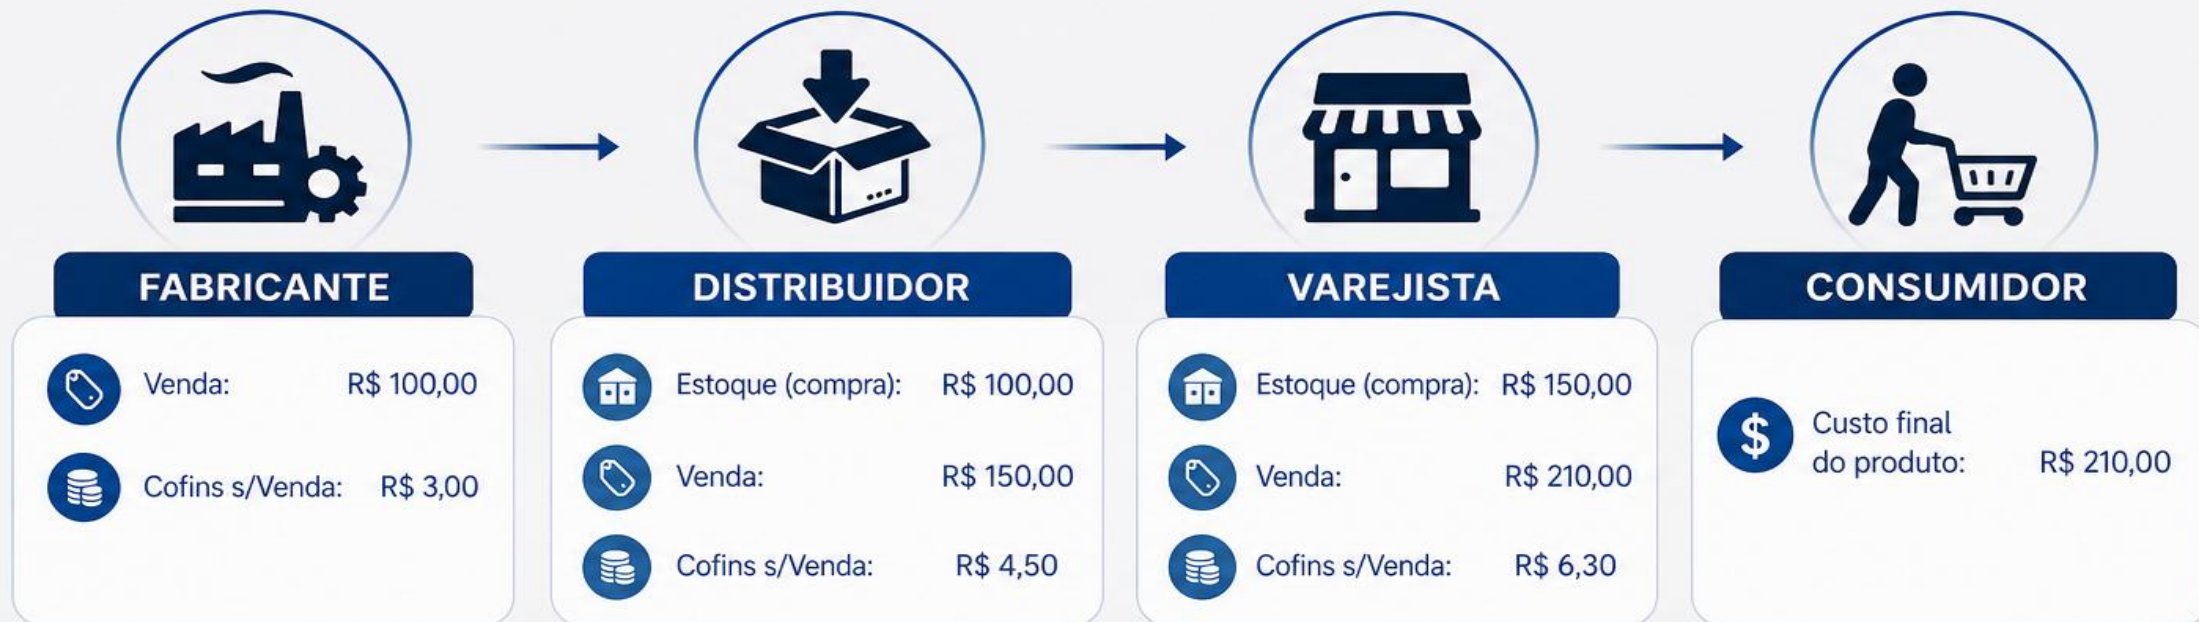 FABRICANTE
Venda: R$ 100,00
Cofins s/Venda: R$ 3,00
DISTRIBUIDOR
Estoque (compra): R$ 100,00
Venda: R$ 150,00
Cofins s/Venda: R$ 4,50
VAREJISTA
Estoque (compra): R$ 150,00
Venda: R$ 210,00
Cofins s/Venda: R$ 6,30
CONSUMIDOR
$
Custo final
do produto: R$ 210,00